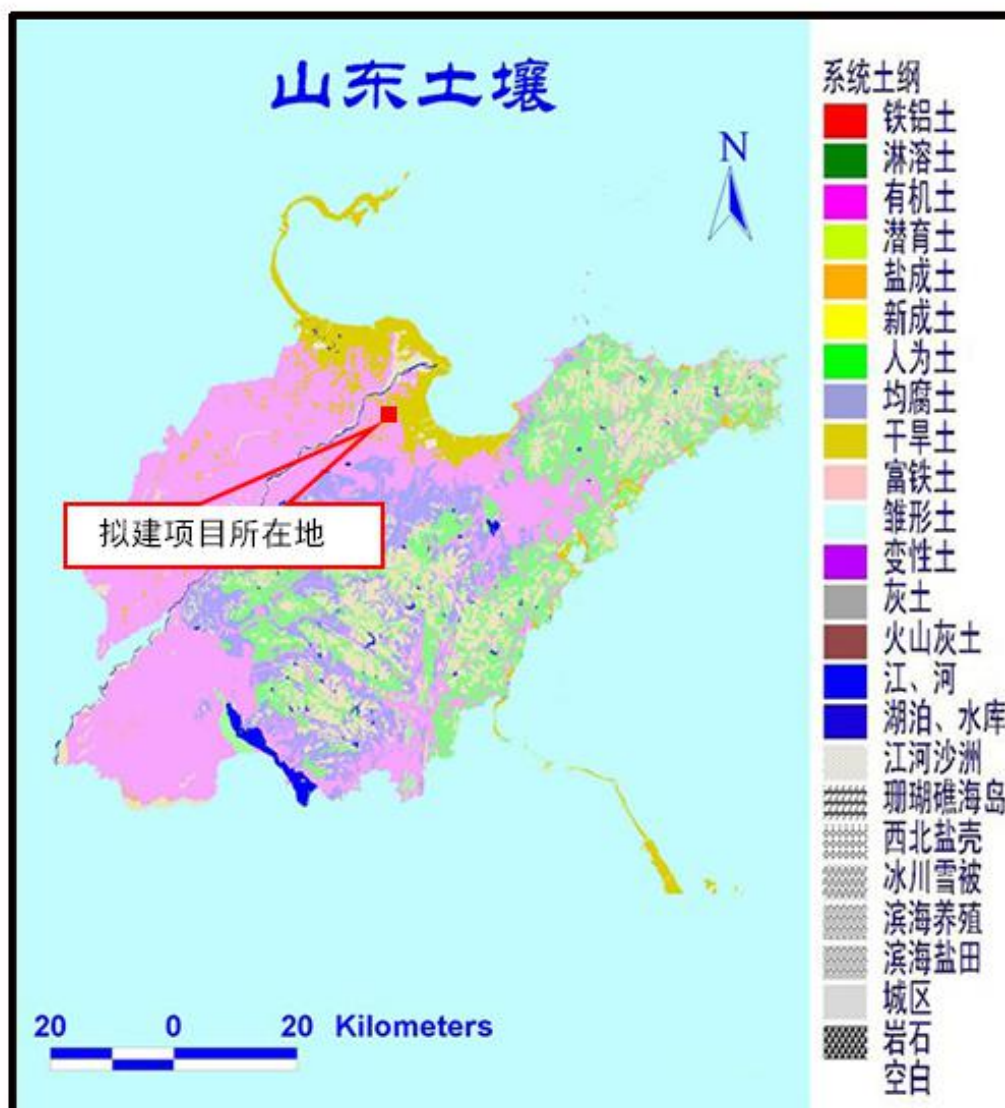 山东土壤
N
拟建项目所在地
20 0 20 Kilometers
系统土纲
铁铝土
淋溶土
有机土
潜育土
盐成土
新成土
人为土
均腐土
干旱土
富铁土
雏形土
变性土
灰土
火山灰土
江、河
湖泊、水库
江河沙洲
珊瑚礁海岛
西北盐壳
冰川雪被
滨海养殖
滨海盐田
城区
岩石
空白